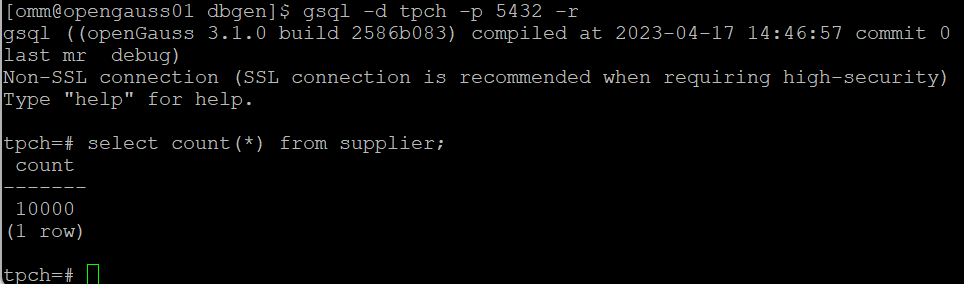 [omm@opengauss01 dbgen]$ gsql -d tpch -p 5432 -r
gsql ((openGauss 3.1.0 build 2586b083) compiled at 2023-04-17 14:46:57 commit 0
last mr  debug)
Non-SSL connection (SSL connection is recommended when requiring high-security)
Type "help" for help.

tpch=# select count(*) from supplier;
 count
-------
 10000
(1 row)

tpch=#